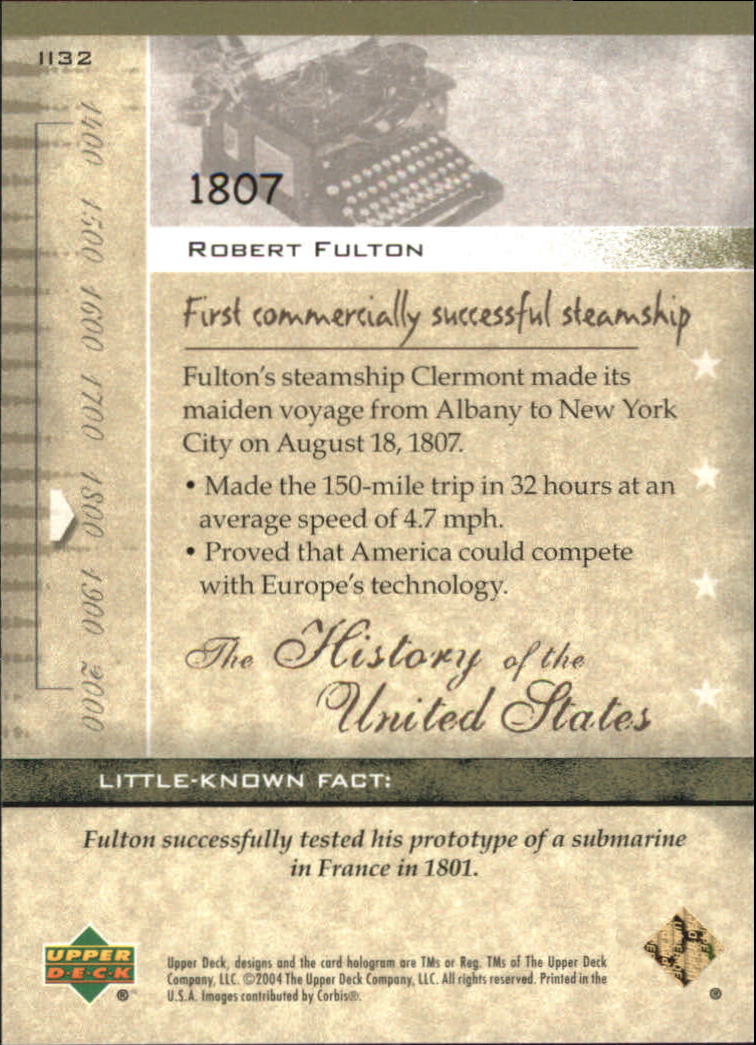 II32
1400 1500 1600 1700 1800 1900 2000
1807
ROBERT FULTON
First commercially successful steamship
Fulton's steamship Clermont made its
maiden voyage from Albany to New York
City on August 18, 1807.
• Made the 150-mile trip in 32 hours at an
average speed of 4.7 mph.
• Proved that America could compete
with Europe's technology.
The History of the
United States
LITTLE-KNOWN FACT:
Fulton successfully tested his prototype of a submarine
in France in 1801.
UPPER
DECK
®
Upper Deck, designs and the card hologram are TMs or Reg. TMs of The Upper Deck
Company, LLC. ©2004 The Upper Deck Company, LLC. All rights reserved. Printed in the
U.S.A. Images contributed by Corbis®.
®